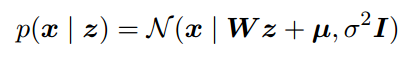 p(x | z) = 𝒩(x | Wz + μ, σ²I)